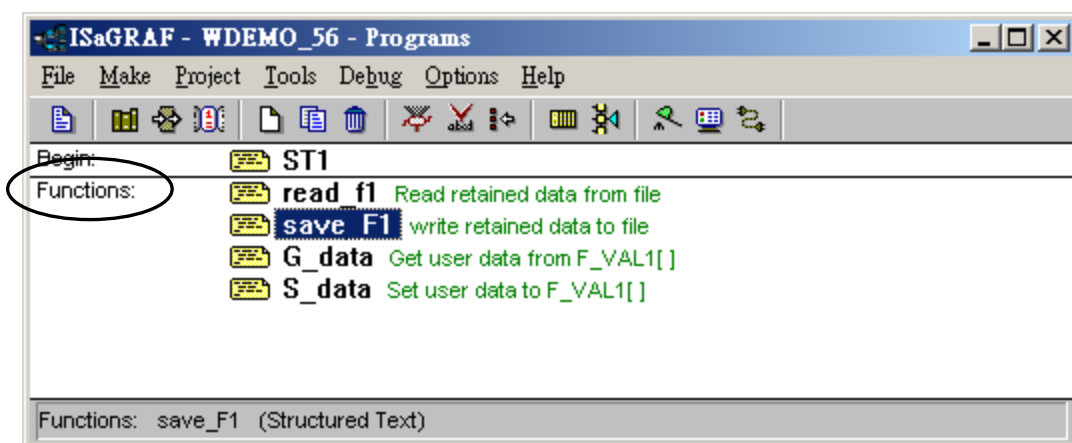 ISaGRAF - WDEMO_56 - Programs
File Make Project Tools Debug Options Help
Begin: ST1
Functions: read_f1 Read retained data from file
save_F1 write retained data to file
G_data Get user data from F_VAL1[ ]
S_data Set user data to F_VAL1[ ]
Functions: save_F1 (Structured Text)